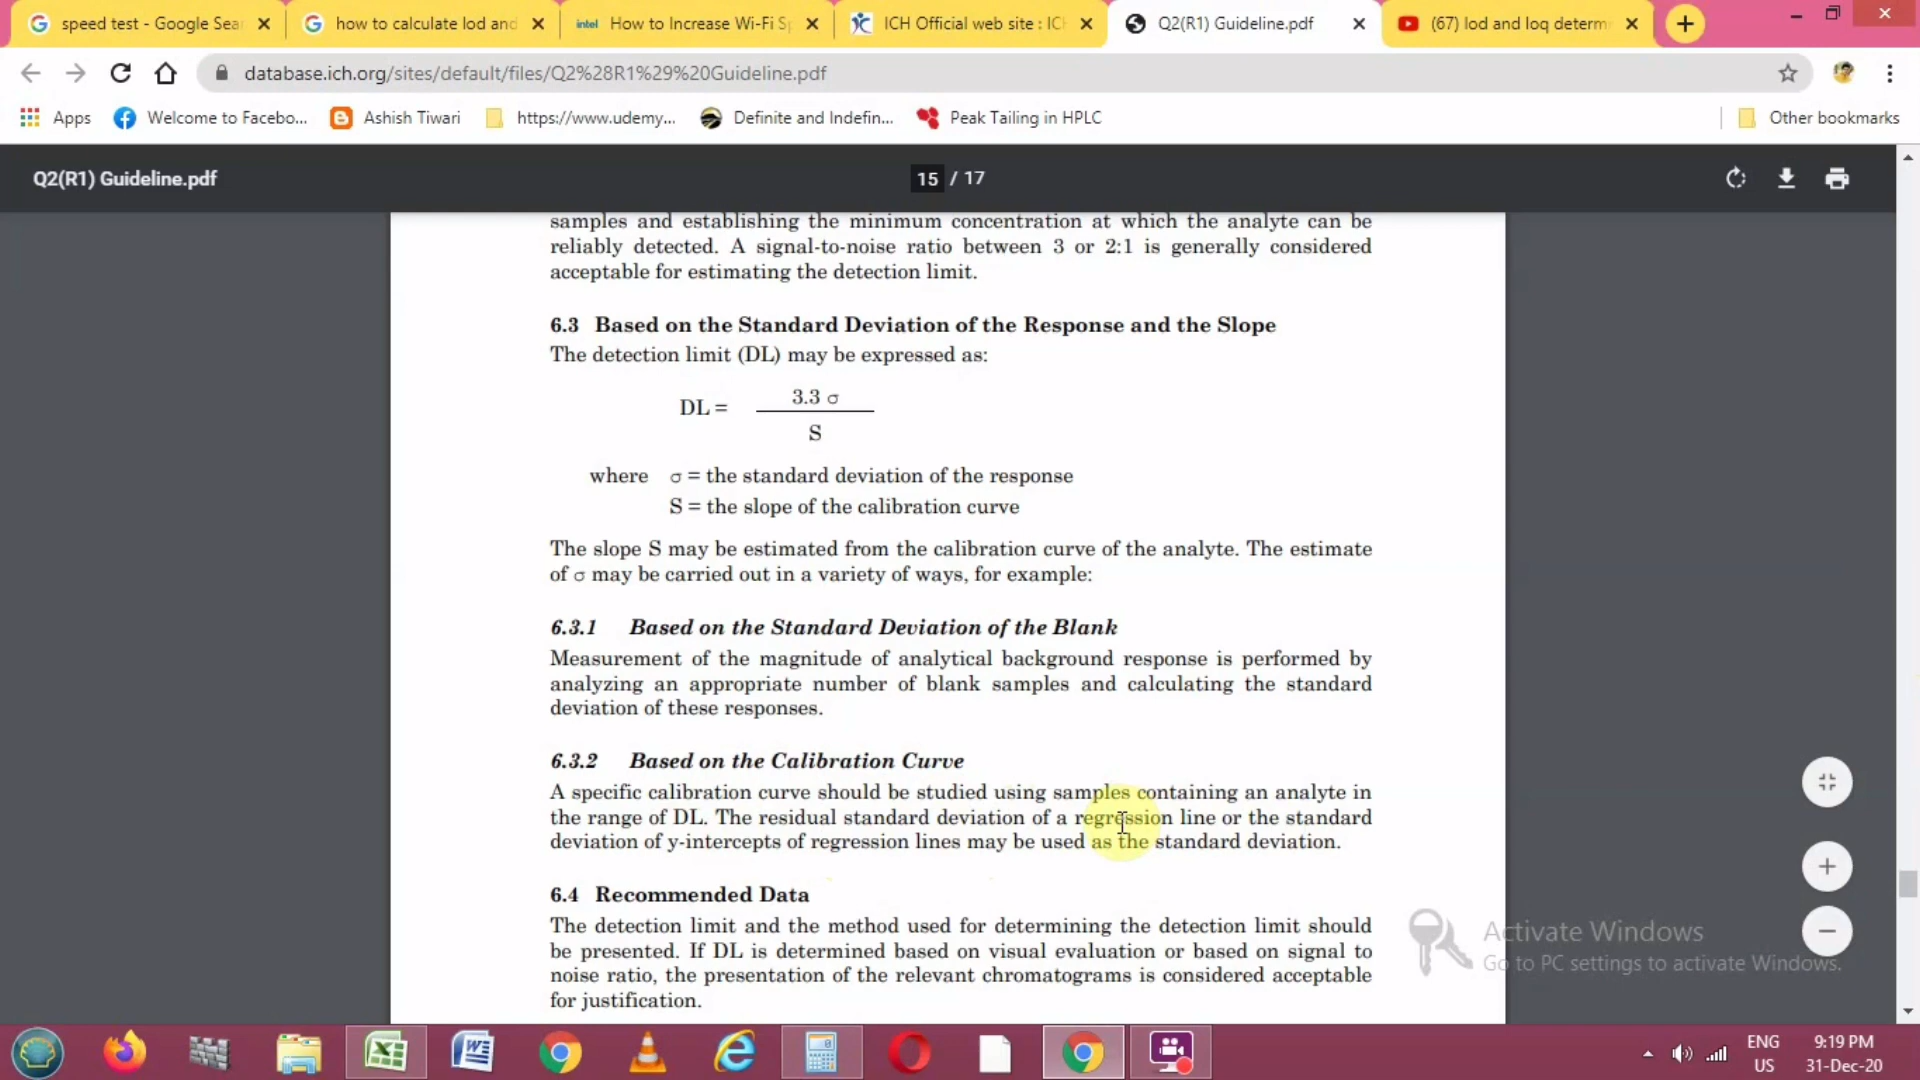 speed test - Google Sear
how to calculate lod and
intel How to Increase Wi-Fi Sp
ICH Official web site : ICH
Q2(R1) Guideline.pdf
(67) lod and loq determ
database.ich.org/sites/default/files/Q2%28R1%29%20Guideline.pdf
Apps
Welcome to Facebo...
Ashish Tiwari
https://www.udemy...
Definite and Indefin...
Peak Tailing in HPLC
Other bookmarks
Q2(R1) Guideline.pdf
15 / 17
samples and establishing the minimum concentration at which the analyte can be
reliably detected. A signal-to-noise ratio between 3 or 2:1 is generally considered
acceptable for estimating the detection limit.
6.3 Based on the Standard Deviation of the Response and the Slope
The detection limit (DL) may be expressed as:
3.3 σ
DL =
S
where σ = the standard deviation of the response
S = the slope of the calibration curve
The slope S may be estimated from the calibration curve of the analyte. The estimate
of σ may be carried out in a variety of ways, for example:
6.3.1 Based on the Standard Deviation of the Blank
Measurement of the magnitude of analytical background response is performed by
analyzing an appropriate number of blank samples and calculating the standard
deviation of these responses.
6.3.2 Based on the Calibration Curve
A specific calibration curve should be studied using samples containing an analyte in
the range of DL. The residual standard deviation of a regression line or the standard
deviation of y-intercepts of regression lines may be used as the standard deviation.
6.4 Recommended Data
The detection limit and the method used for determining the detection limit should
be presented. If DL is determined based on visual evaluation or based on signal to
noise ratio, the presentation of the relevant chromatograms is considered acceptable
for justification.
Activate Windows
Go to PC settings to activate Windows.
ENG
US
9:19 PM
31-Dec-20